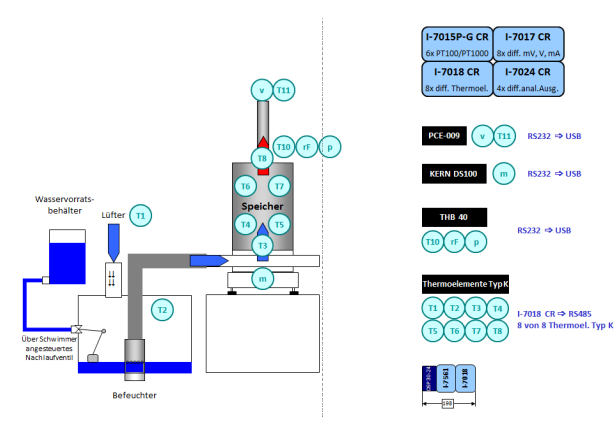 v T11
T10 rF p
T8
T6 T7
Speicher
T4 T5
T3
m
Wasservorrats-
behälter
Lüfter T1
T2
Über Schwimmer
angesteuertes
Nachlaufventil
Befeuchter
I-7015P-G CR I-7017 CR
6x PT100/PT1000 8x diff. mV, V, mA
I-7018 CR I-7024 CR
8x diff. Thermoel. 4x diff.anal.Ausg.
PCE-009 v T11 RS232 ⇒ USB
KERN DS100 m RS232 ⇒ USB
THB 40
T10 rF p RS232 ⇒ USB
Thermoelemente Typ K
T1 T2 T3 T4
T5 T6 T7 T8
I-7018 CR ⇒ RS485
8 von 8 Thermoel. Typ K
I-7561
I-7018